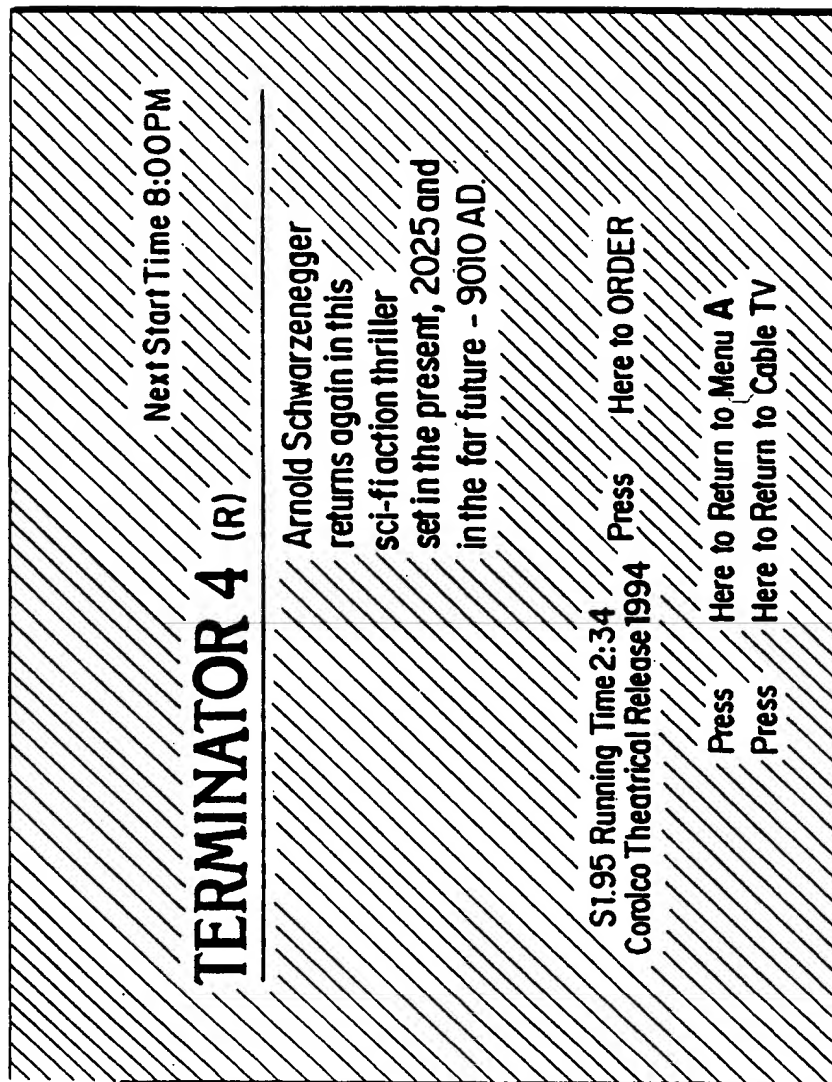 Next Start Time 8:00PM
TERMINATOR 4 (R)
Arnold Schwarzenegger
returns again in this
sci-fi action thriller
set in the present, 2025 and
in the far future - 9010 AD.
$1.95 Running Time 2:34
Corolco Theatrical Release 1994
Press Here to ORDER
Press Here to Return to Menu A
Press Here to Return to Cable TV